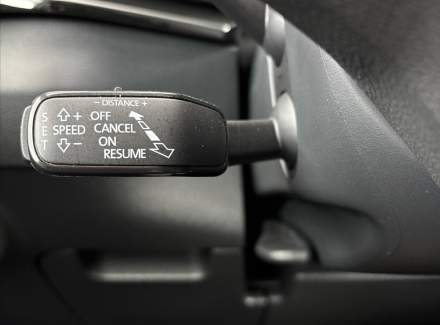 – DISTANCE +
S + OFF
E SPEED CANCEL
T – ON
RESUME